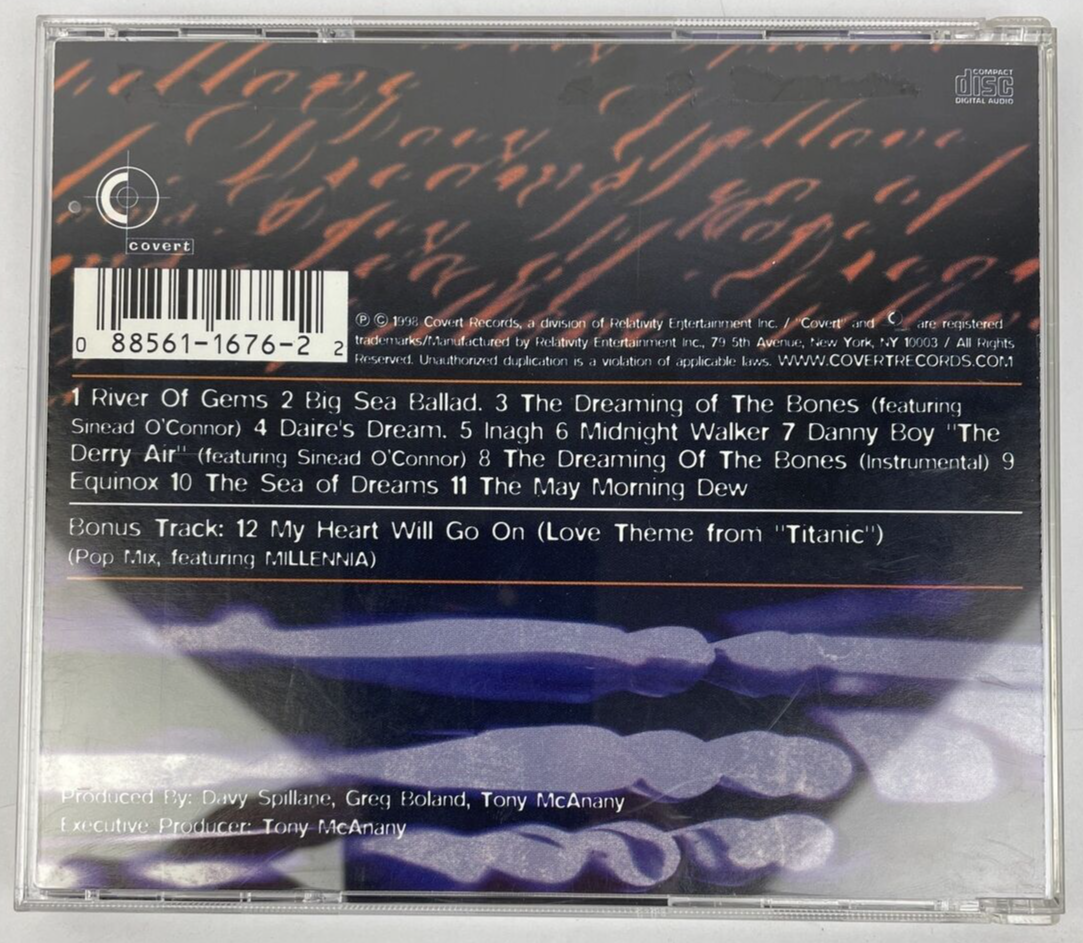 COMPACT
disc
DIGITAL AUDIO
covert
0 88561-1676-2 2
℗ © 1998 Covert Records, a division of Relativity Entertainment Inc. / "Covert" and are registered
trademarks/Manufactured by Relativity Entertainment Inc., 79 5th Avenue, New York, NY 10003 / All Rights
Reserved. Unauthorized duplication is a violation of applicable laws. WWW.COVERTRECORDS.COM
1 River Of Gems 2 Big Sea Ballad. 3 The Dreaming of The Bones (featuring
Sinead O'Connor) 4 Daire's Dream. 5 Inagh 6 Midnight Walker 7 Danny Boy "The
Derry Air" (featuring Sinead O'Connor) 8 The Dreaming Of The Bones (Instrumental) 9
Equinox 10 The Sea of Dreams 11 The May Morning Dew
Bonus Track: 12 My Heart Will Go On (Love Theme from "Titanic")
(Pop Mix, featuring MILLENNIA)
Produced By: Davy Spillane, Greg Boland, Tony McAnany
Executive Producer: Tony McAnany